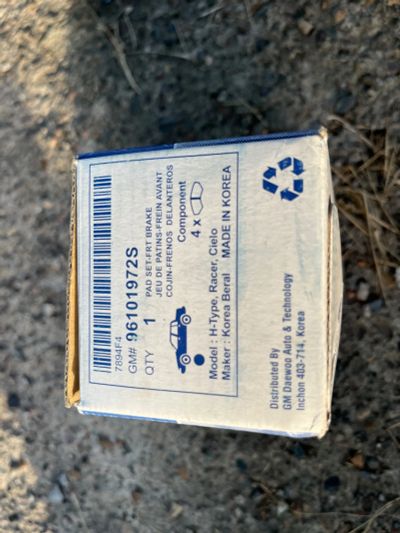 7894F4
GM# 96101972S
QTY 1 PAD SET-FRT BRAKE
JEU DE PATINS-FREIN AVANT
COJIN-FRENOS DELANTEROS
Component
4 x
Model : H-Type, Racer, Cielo
Maker : Korea Beral MADE IN KOREA
Distributed By
GM Daewoo Auto & Technology
Inchon 403-714, Korea